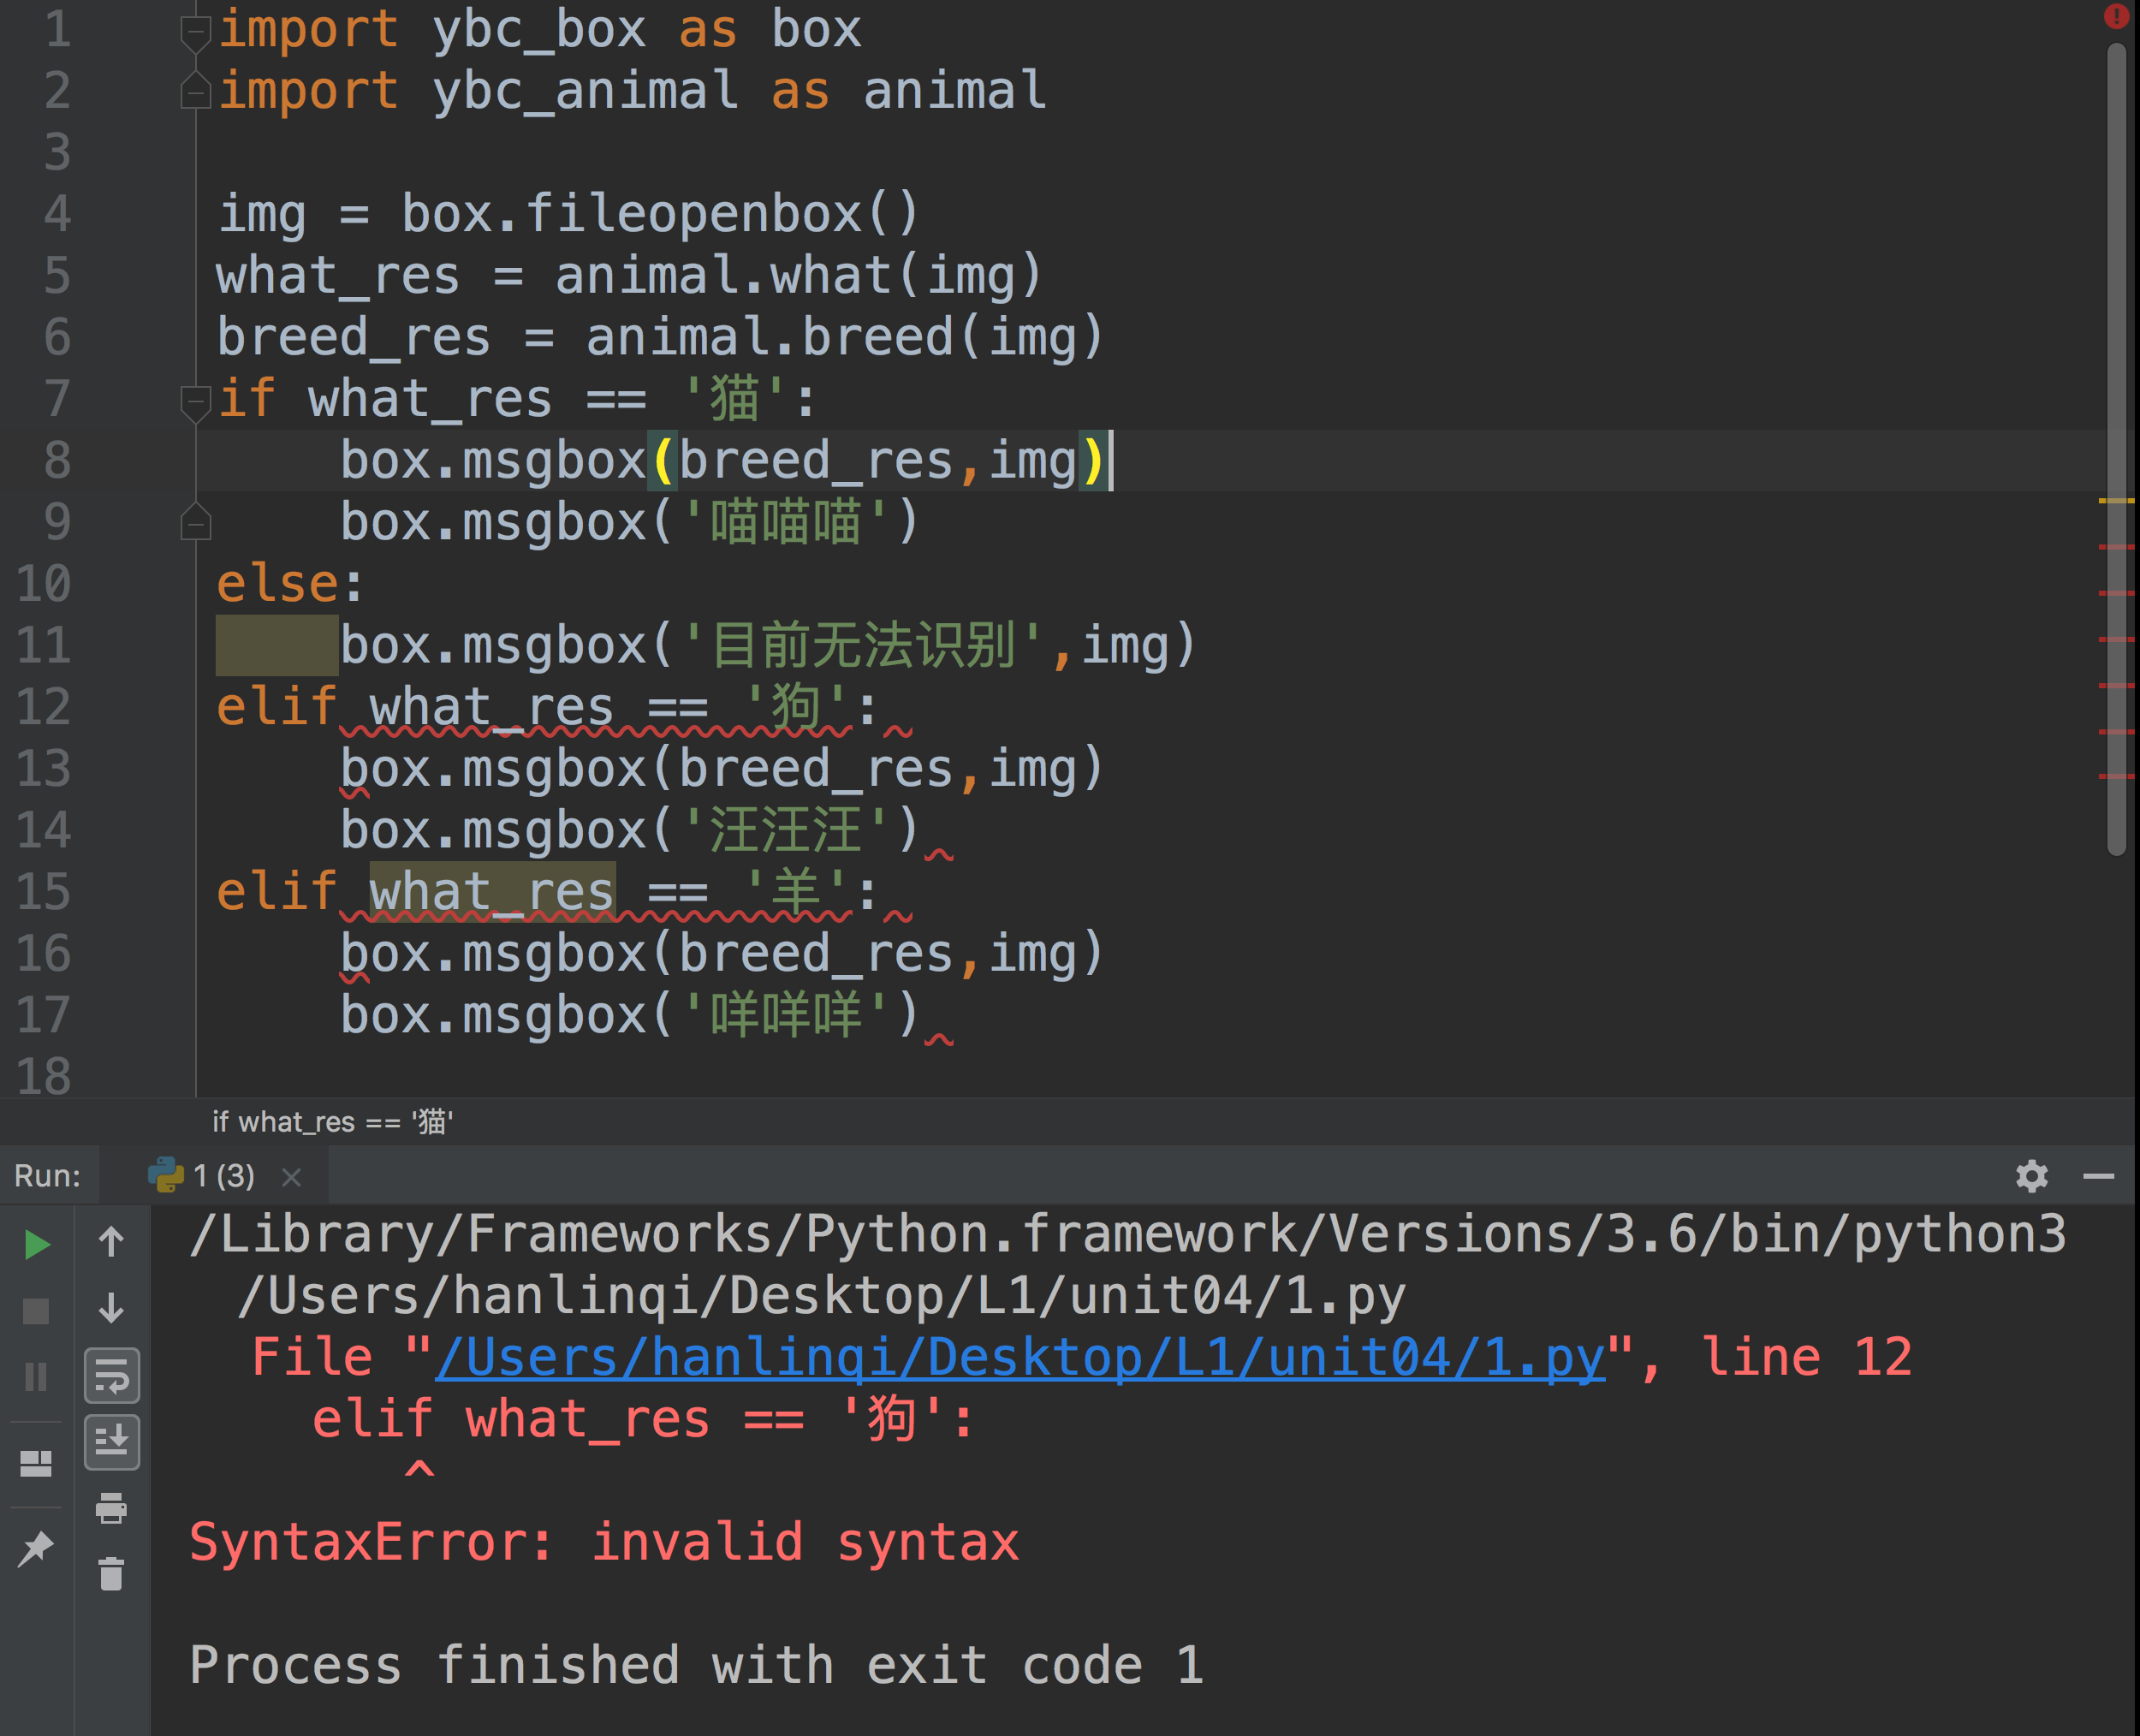 1 import ybc_box as box
2 import ybc_animal as animal
3
4 img = box.fileopenbox()
5 what_res = animal.what(img)
6 breed_res = animal.breed(img)
7 if what_res == '猫':
8     box.msgbox(breed_res,img)
9     box.msgbox('喵喵喵')
10 else:
11     box.msgbox('目前无法识别',img)
12 elif what_res == '狗':
13     box.msgbox(breed_res,img)
14     box.msgbox('汪汪汪')
15 elif what_res == '羊':
16     box.msgbox(breed_res,img)
17     box.msgbox('咩咩咩')
18
if what_res == '猫'
Run: 1 (3)
/Library/Frameworks/Python.framework/Versions/3.6/bin/python3
/Users/hanlinqi/Desktop/L1/unit04/1.py
File "/Users/hanlinqi/Desktop/L1/unit04/1.py", line 12
elif what_res == '狗':
^
SyntaxError: invalid syntax
Process finished with exit code 1